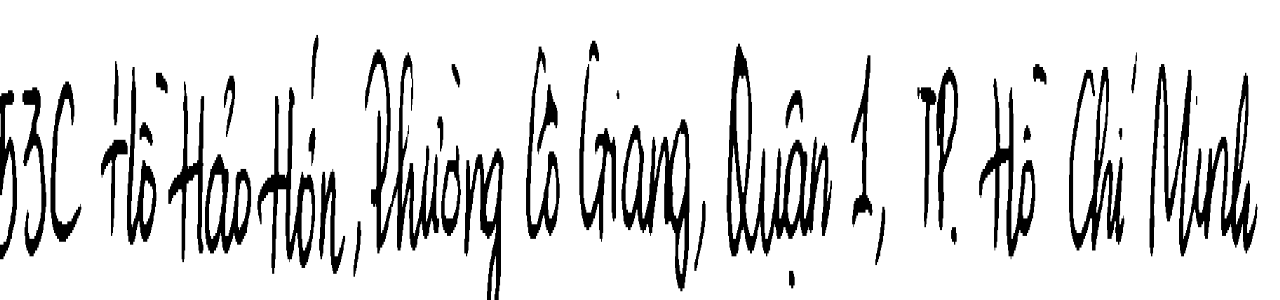 53C Hồ Hảo Hớn, Phường Cô Giang, Quận 1, TP. Hồ Chí Minh